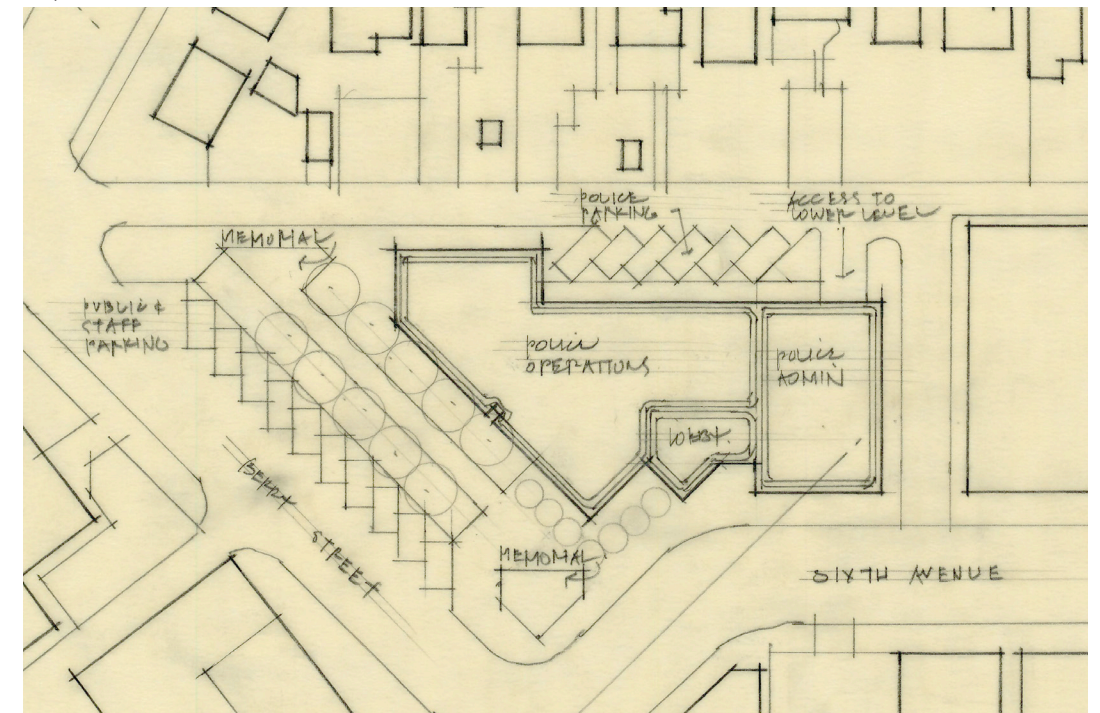 POLICE
PARKING
ACCESS TO
LOWER LEVEL
MEMORIAL
PUBLIC &
STAFF
PARKING
POLICE
OPERATIONS
POLICE
ADMIN
LOBBY
BERRY STREET
MEMORIAL
SIXTH AVENUE